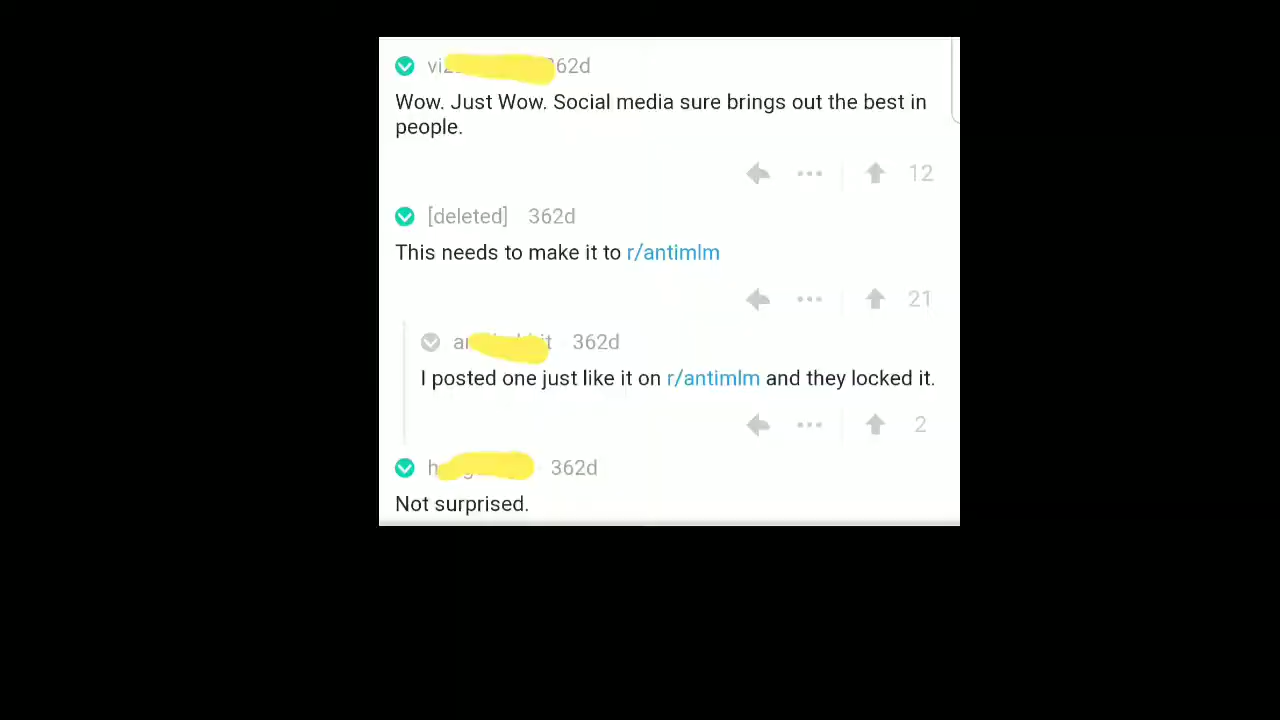 362d
Wow. Just Wow. Social media sure brings out the best in
people.
12
[deleted] 362d
This needs to make it to r/antimlm
21
362d
I posted one just like it on r/antimlm and they locked it.
2
362d
Not surprised.